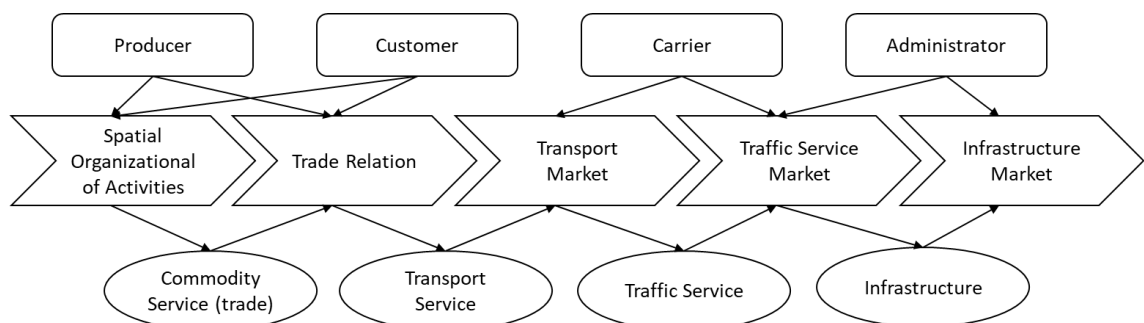 Producer
Customer
Carrier
Administrator
Spatial
Organizational
of Activities
Trade Relation
Transport
Market
Traffic Service
Market
Infrastructure
Market
Commodity
Service (trade)
Transport
Service
Traffic Service
Infrastructure